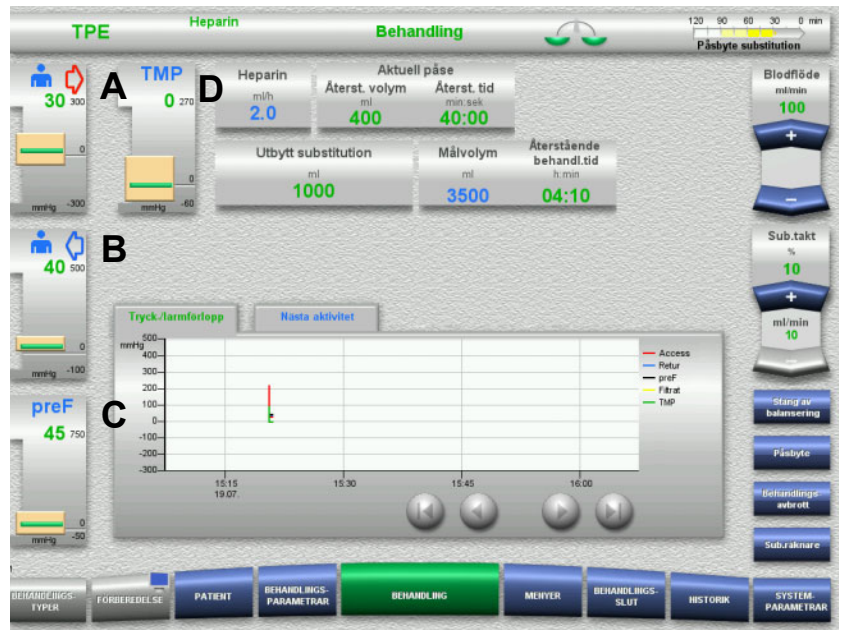 TPE
Heparin
Behandling
120 90 60 30 0 min
Påsbyte substitution
30 300
0
mmHg -300
A
TMP
0 270
0
mmHg -60
D
Heparin
ml/h
2.0
Aktuell påse
Återst. volym Återst. tid
ml min:sek
400 40:00
Utbytt substitution
ml
1000
Målvolym
ml
3500
Återstående
behandl.tid
h:min
04:10
Blodflöde
ml/min
100
+
−
40 500
0
mmHg -100
B
Sub.takt
%
10
+
ml/min
10
−
Tryck-/larmförlopp
Nästa aktivitet
mmHg
500
400
300
200
100
0
-100
-200
-300
15:15 15:30 15:45 16:00
19.07.
Access
Retur
preF
Filtrat
TMP
preF
45 750
0
mmHg -50
C
Stäng av
balansering
Påsbyte
Behandlings-
avbrott
Sub.räknare
BEHANDLINGS-
TYPER
FÖRBEREDELSE
PATIENT
BEHANDLINGS-
PARAMETRAR
BEHANDLING
MENYER
BEHANDLINGS-
SLUT
HISTORIK
SYSTEM-
PARAMETRAR